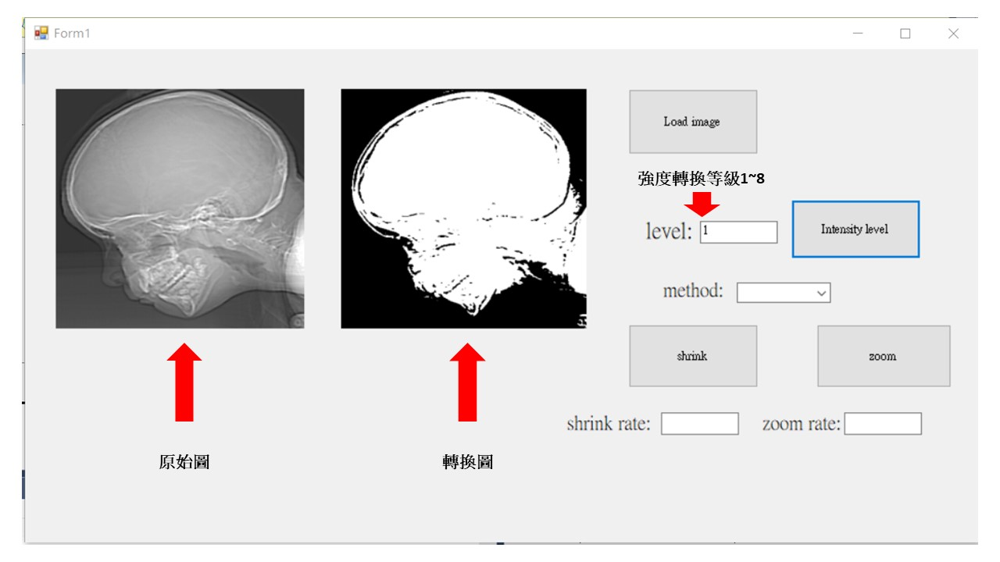 Form1
Load image
強度轉換等級1~8
level: 1
Intensity level
method:
shrink
zoom
shrink rate:
zoom rate:
原始圖
轉換圖